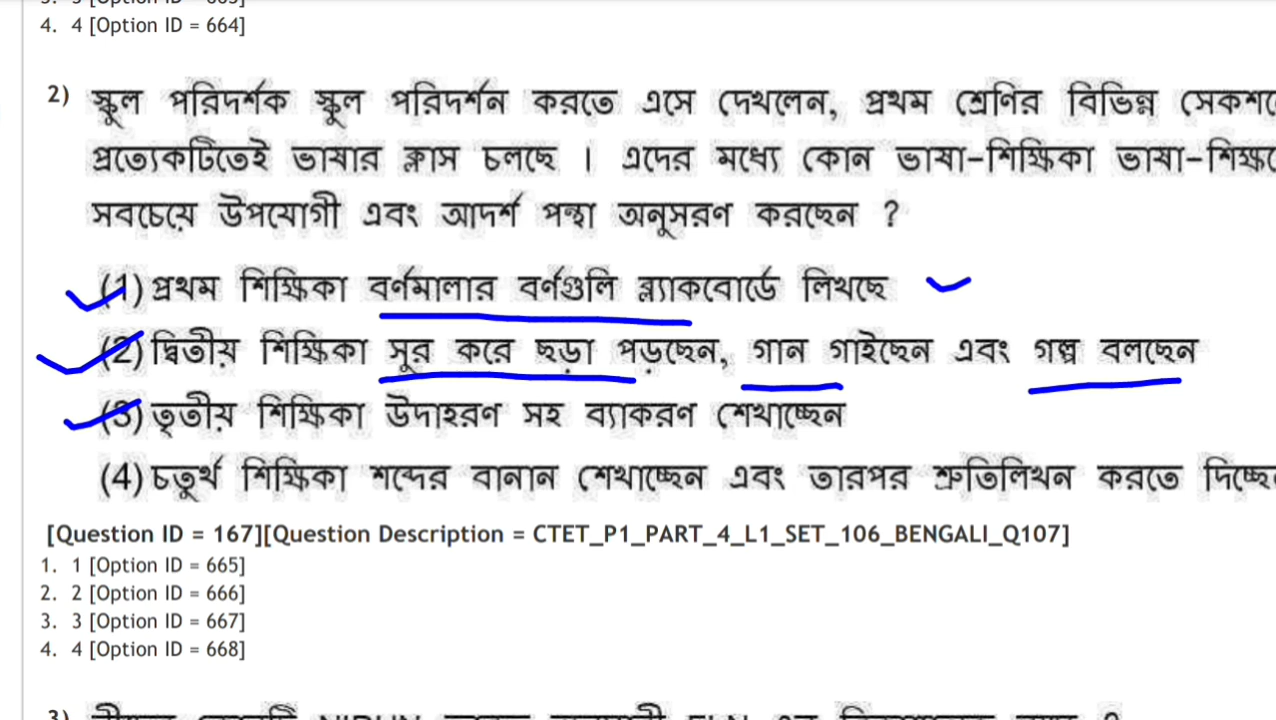 4. 4 [Option ID = 664]
2) স্কুল পরিদর্শক স্কুল পরিদর্শন করতে এসে দেখলেন, প্রথম শ্রেণির বিভিন্ন
প্রত্যেকটিতেই ভাষার ক্লাস চলছে । এদের মধ্যে কোন ভাষা-শিক্ষিকা
সবচেয়ে উপযোগী এবং আদর্শ পন্থা অনুসরণ করছেন ?
(1) প্রথম শিক্ষিকা বর্ণমালার বর্ণগুলি ব্ল্যাকবোর্ডে লিখছে
(2) দ্বিতীয় শিক্ষিকা সুর করে ছড়া পড়ছেন, গান গাইছেন এবং গল্প বলছেন
(3) তৃতীয় শিক্ষিকা উদাহরণ সহ ব্যাকরণ শেখাচ্ছেন
(4) চতুর্থ শিক্ষিকা শব্দের বানান শেখাচ্ছেন এবং তারপর শ্রুতিলিখন করতে
[Question ID = 167][Question Description = CTET_P1_PART_4_L1_SET_106_BENGALI_Q107]
1. 1 [Option ID = 665]
2. 2 [Option ID = 666]
3. 3 [Option ID = 667]
4. 4 [Option ID = 668]